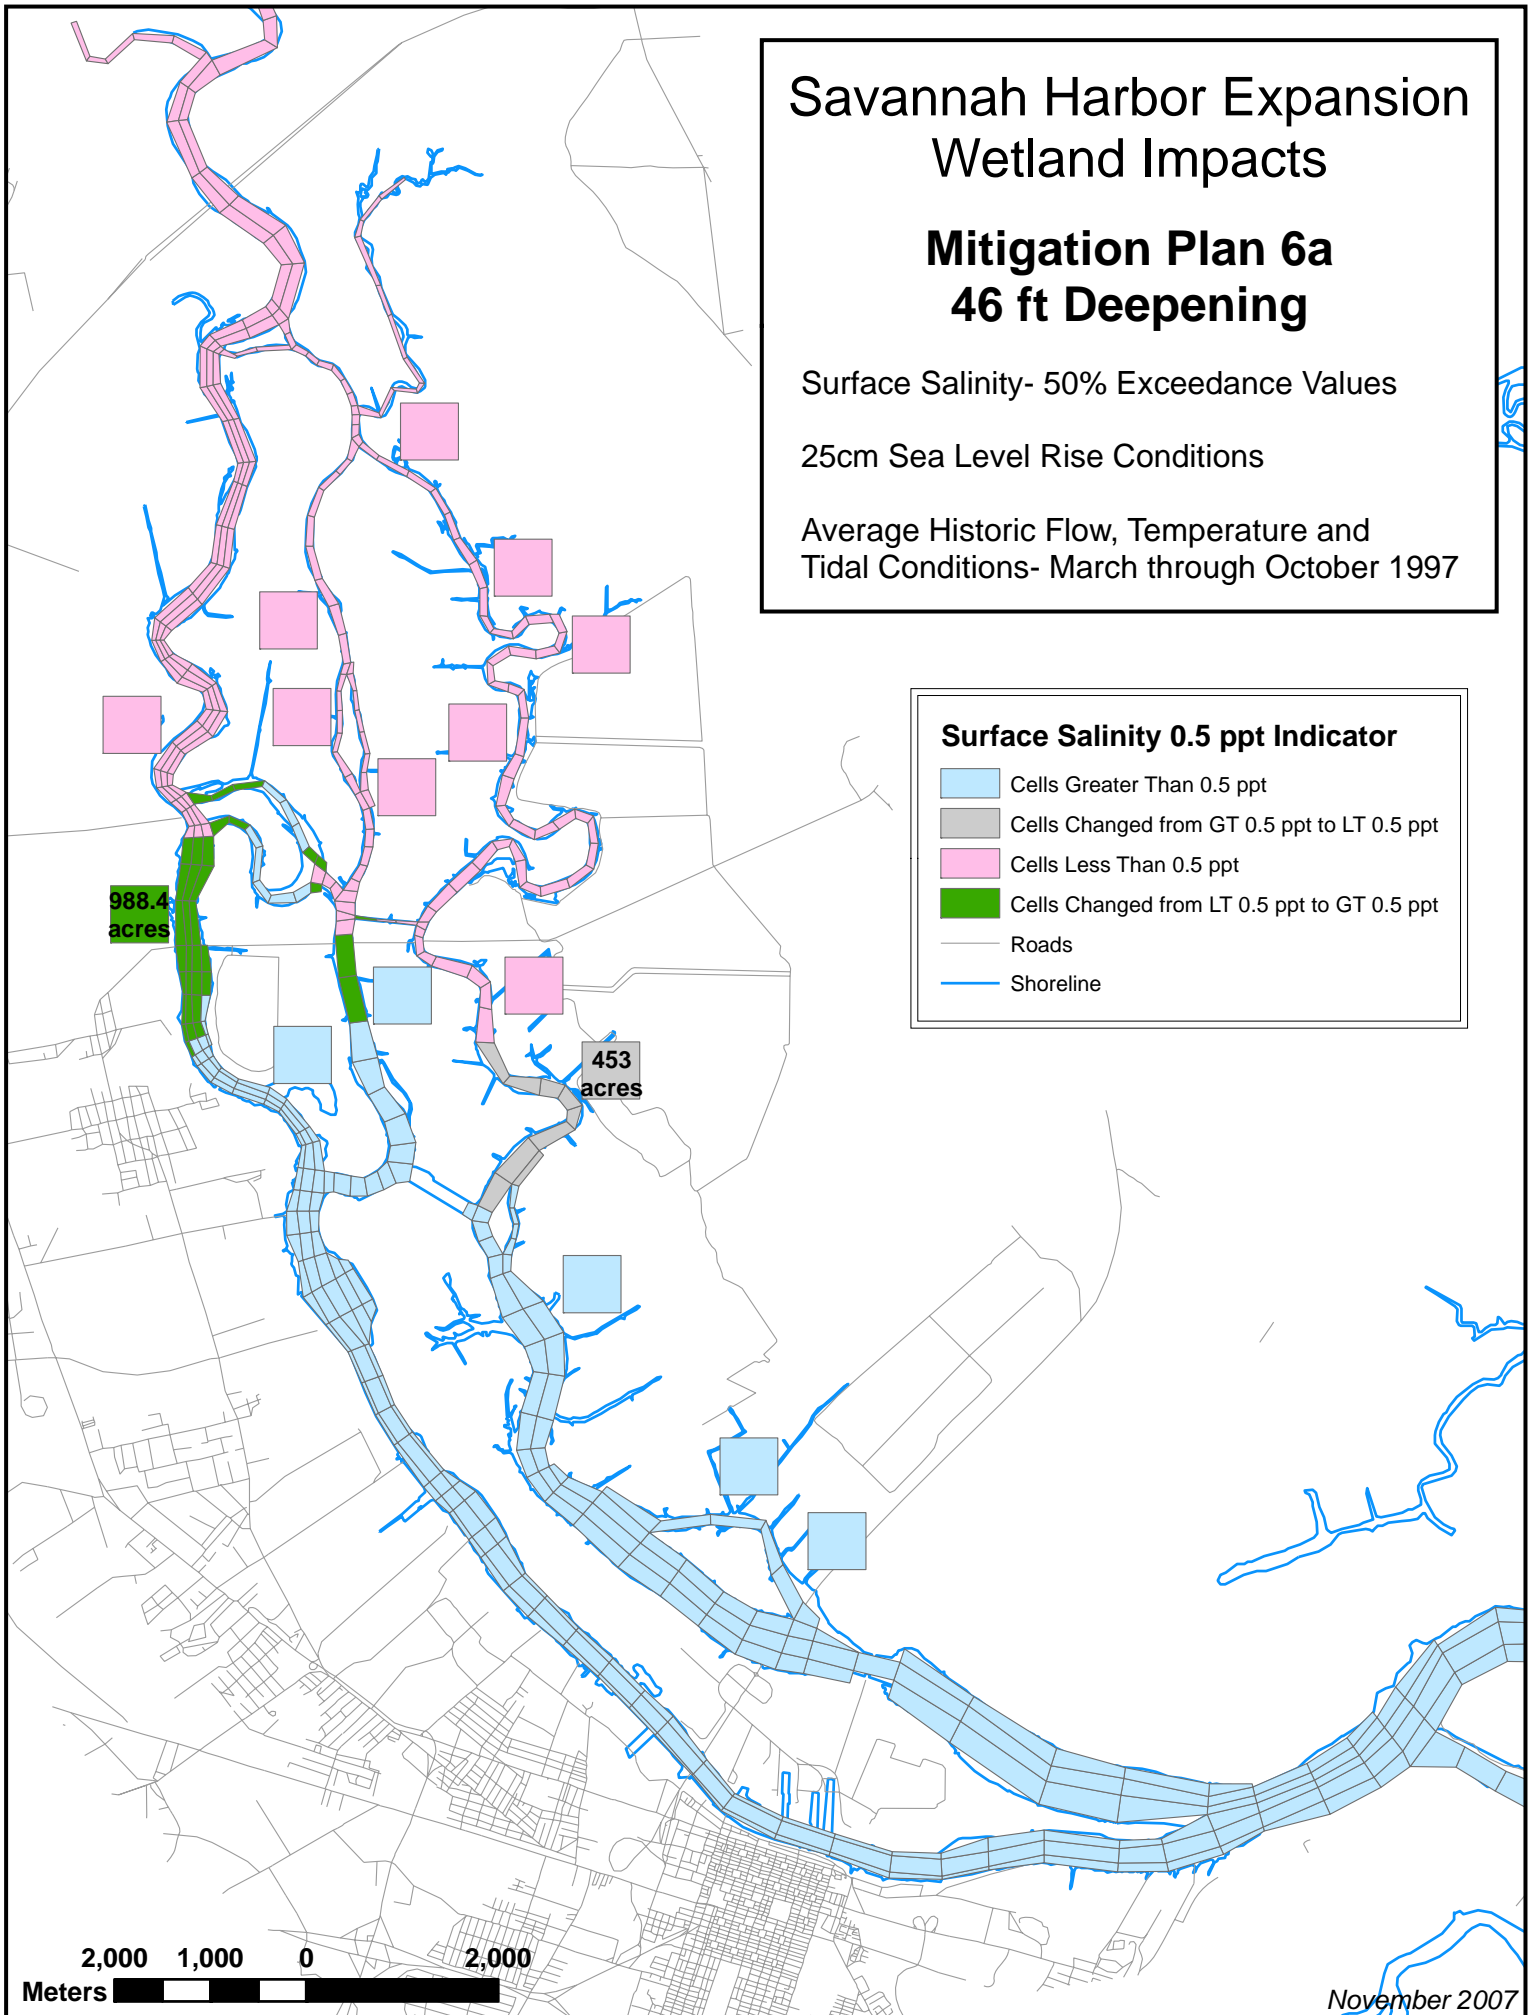 Savannah Harbor Expansion
Wetland Impacts
Mitigation Plan 6a
46 ft Deepening
Surface Salinity- 50% Exceedance Values
25cm Sea Level Rise Conditions
Average Historic Flow, Temperature and
Tidal Conditions- March through October 1997
Surface Salinity 0.5 ppt Indicator
Cells Greater Than 0.5 ppt
Cells Changed from GT 0.5 ppt to LT 0.5 ppt
Cells Less Than 0.5 ppt
Cells Changed from LT 0.5 ppt to GT 0.5 ppt
Roads
Shoreline
988.4
acres
453
acres
2,000 1,000 0 2,000
Meters
November 2007